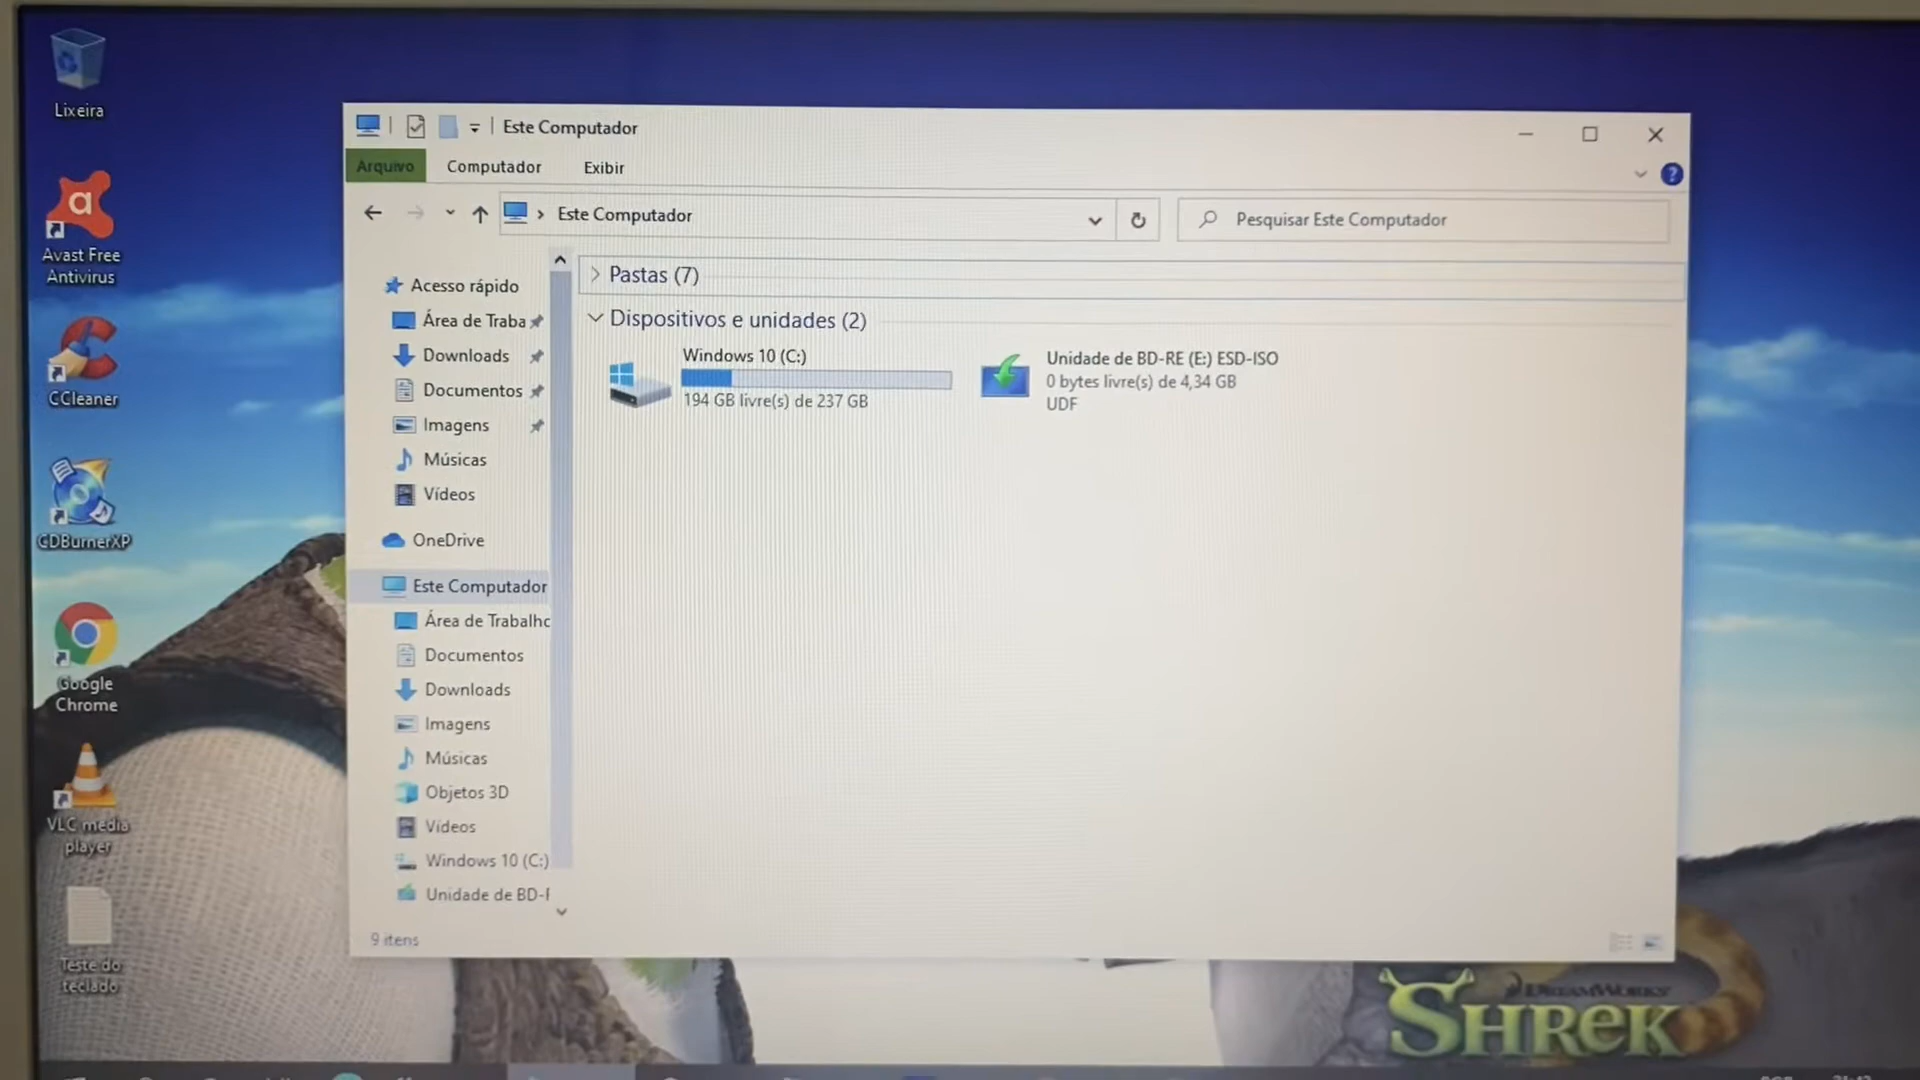 Lixeira
Avast Free
Antivirus
CCleaner
CDBurnerXP
Google
Chrome
VLC media
player
Teste do
teclado
Este Computador
Arquivo
Computador
Exibir
Este Computador
Pesquisar Este Computador
Acesso rápido
Área de Traba
Downloads
Documentos
Imagens
Músicas
Vídeos
OneDrive
Este Computador
Área de Trabalho
Documentos
Downloads
Imagens
Músicas
Objetos 3D
Vídeos
Windows 10 (C:)
Unidade de BD-R
9 itens
Pastas (7)
Dispositivos e unidades (2)
Windows 10 (C:)
194 GB livre(s) de 237 GB
Unidade de BD-RE (E:) ESD-ISO
0 bytes livre(s) de 4,34 GB
UDF
DREAMWORKS
SHREK